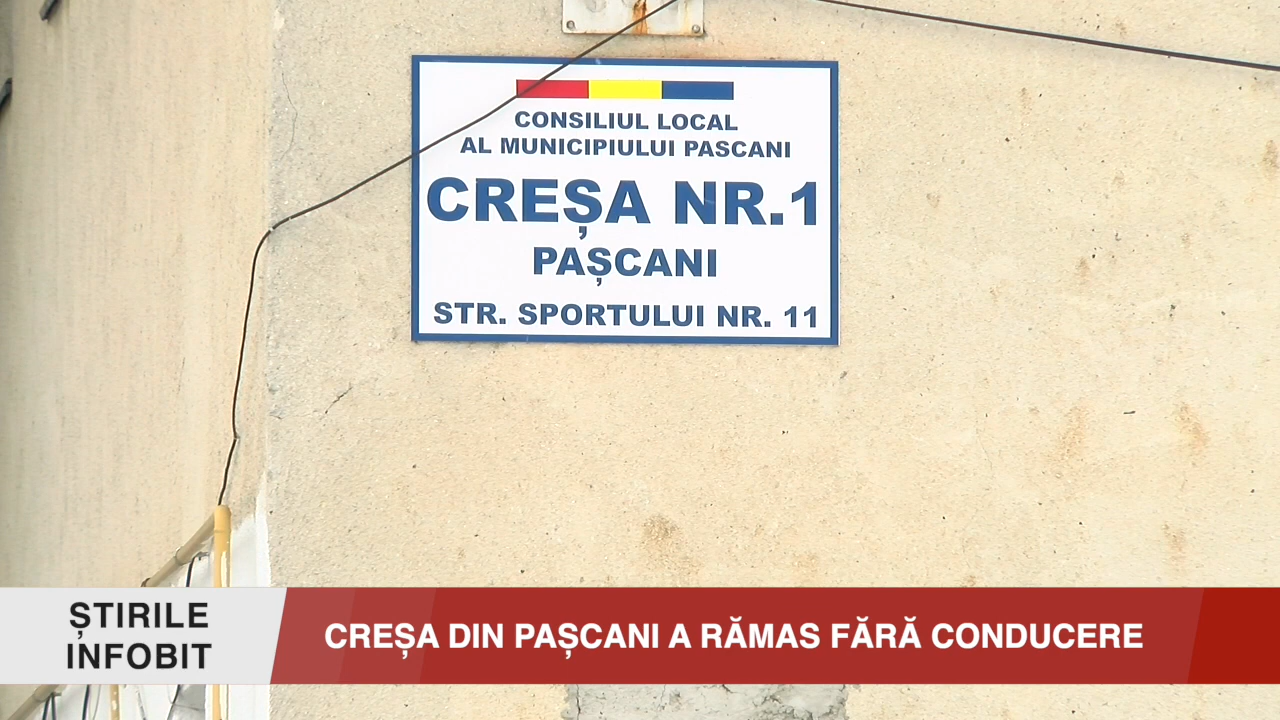 CONSILIUL LOCAL
AL MUNICIPIULUI PASCANI
CREȘA NR.1
PAȘCANI
STR. SPORTULUI NR. 11
ȘTIRILE
INFOBIT
CREȘA DIN PAȘCANI A RĂMAS FĂRĂ CONDUCERE